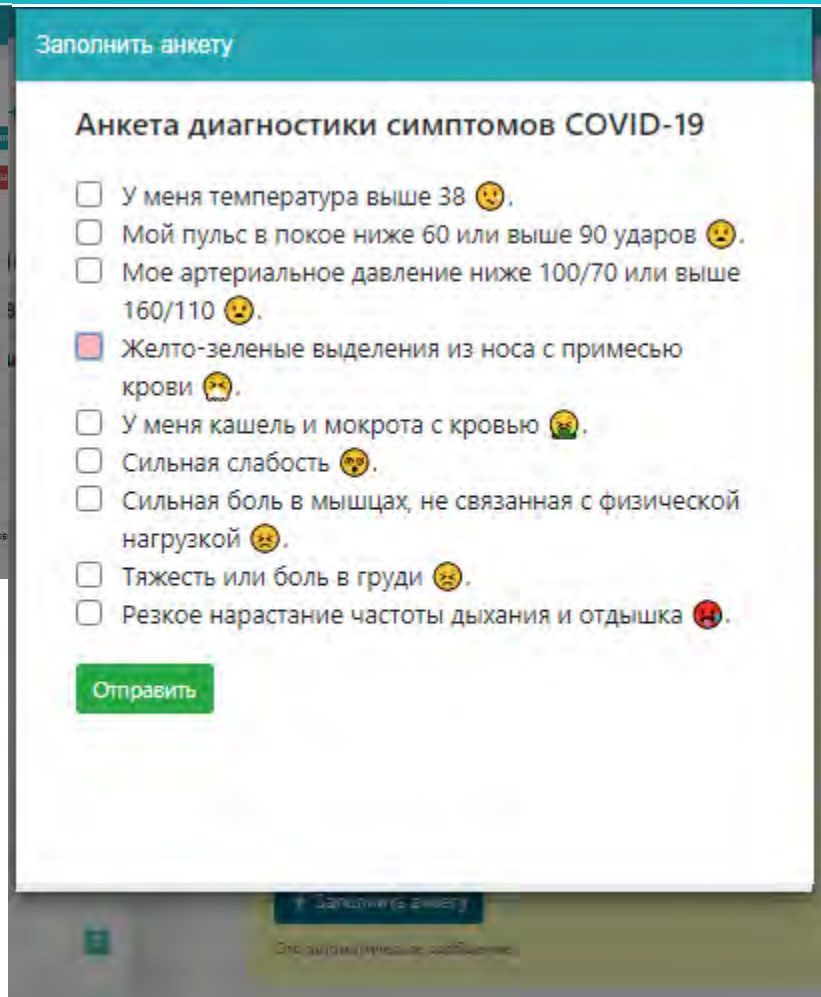 Заполнить анкету
Анкета диагностики симптомов COVID-19
У меня температура выше 38 🤒.
Мой пульс в покое ниже 60 или выше 90 ударов 😟.
Мое артериальное давление ниже 100/70 или выше
160/110 😟.
Желто-зеленые выделения из носа с примесью
крови 🤧.
У меня кашель и мокрота с кровью 🤮.
Сильная слабость 😵.
Сильная боль в мышцах, не связанная с физической
нагрузкой 😣.
Тяжесть или боль в груди 😣.
Резкое нарастание частоты дыхания и отдышка 🥵.
Отправить
+ Заполнить анкету
Это автоматическое сообщение